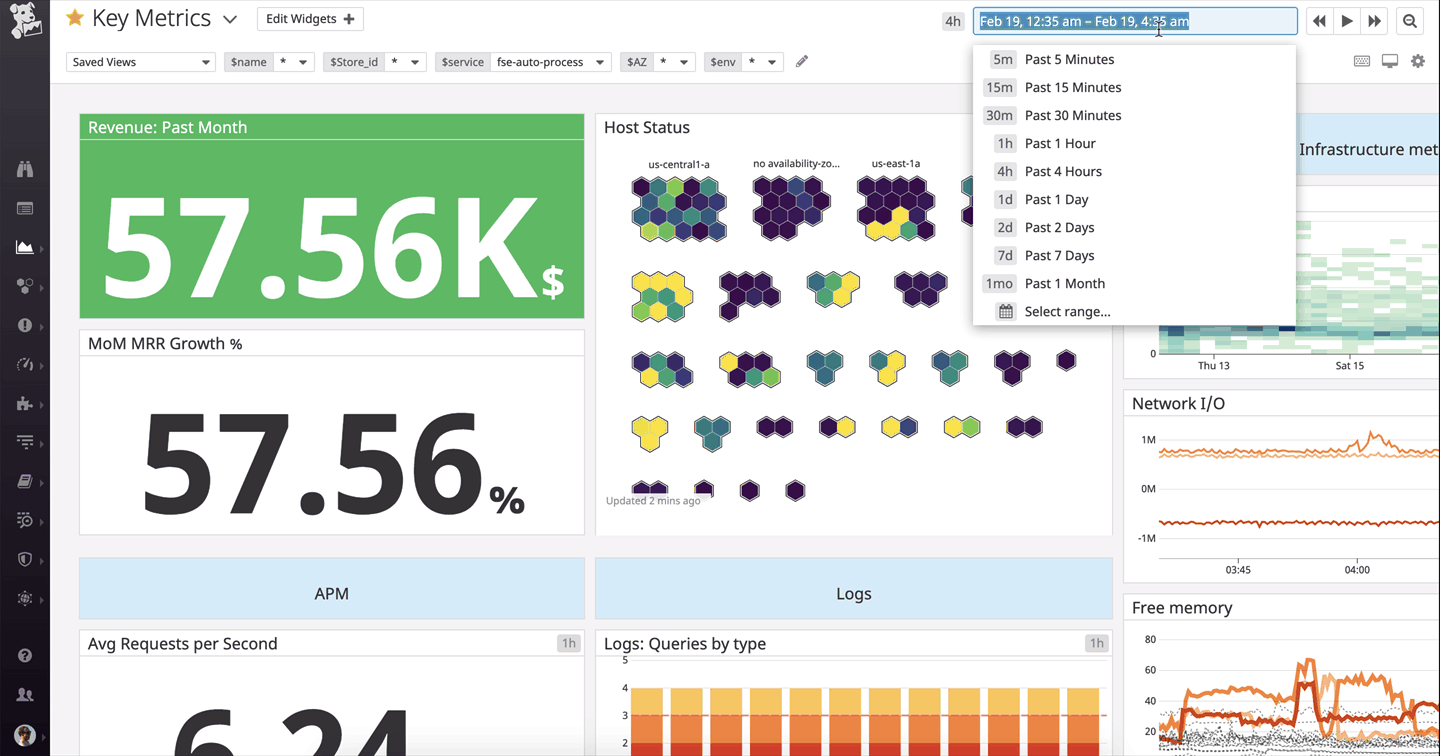 Key Metrics
Edit Widgets +
4h
Feb 19, 12:35 am – Feb 19, 4:35 am
Saved Views
$name *
$Store_id *
$service fse-auto-process
$AZ *
$env *
5m Past 5 Minutes
15m Past 15 Minutes
30m Past 30 Minutes
1h Past 1 Hour
4h Past 4 Hours
1d Past 1 Day
2d Past 2 Days
7d Past 7 Days
1mo Past 1 Month
Select range...
Revenue: Past Month
57.56K$
MoM MRR Growth %
57.56%
Host Status
us-central1-a
no availability-zo...
us-east-1a
Updated 2 mins ago
Infrastructure met
0
Thu 13
Sat 15
Network I/O
1M
0M
-1M
03:45
04:00
APM
Logs
Avg Requests per Second
1h
6.24
Logs: Queries by type
1h
5
4
3
2
Free memory
80
60
40
20